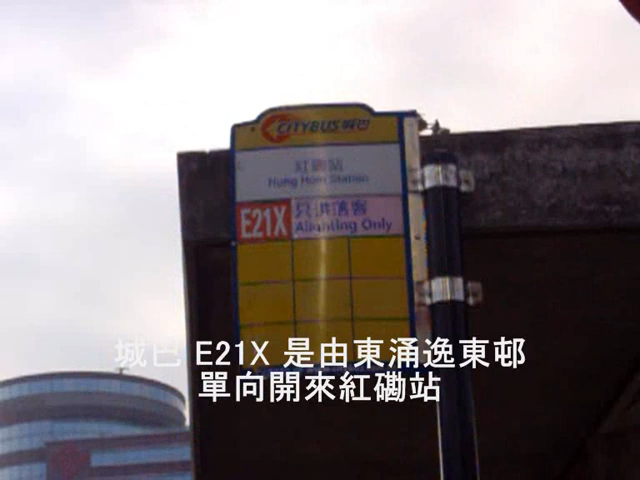 CITYBUS城巴
紅磡站
Hung Hom Station
E21X
只供落客
Alighting Only
城巴 E21X 是由東涌逸東邨
單向開來紅磡站